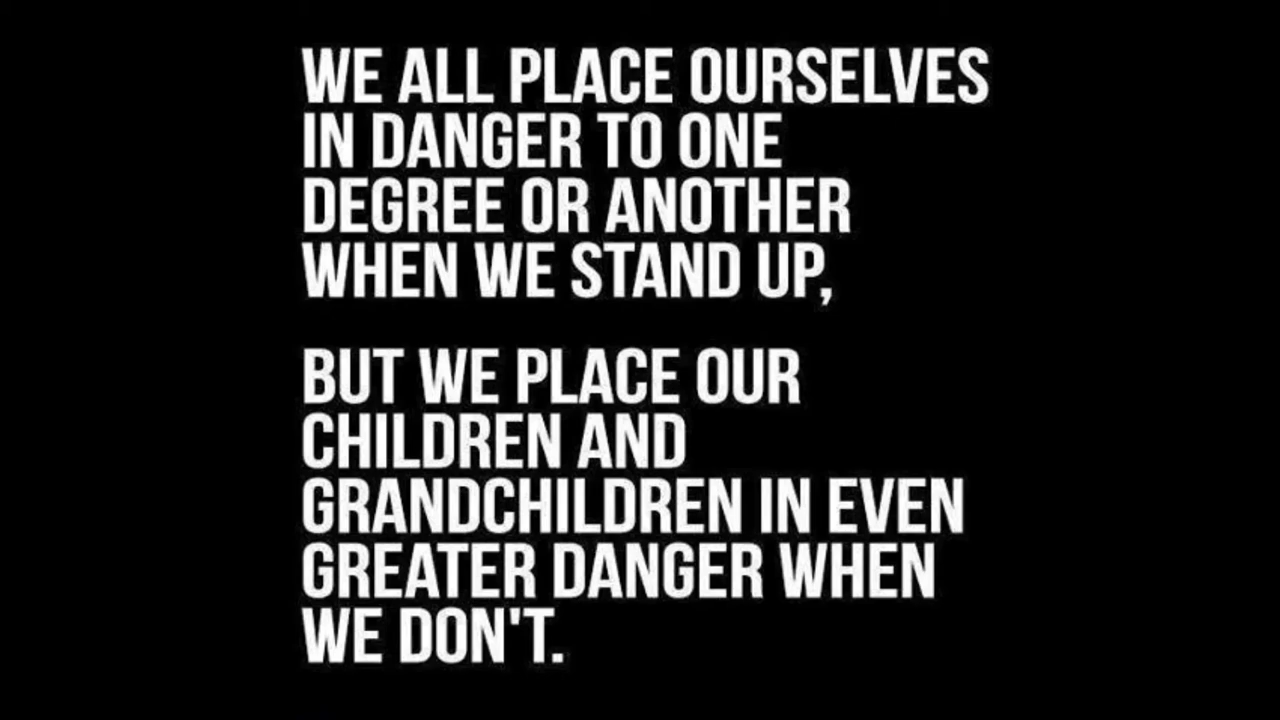 WE ALL PLACE OURSELVES
IN DANGER TO ONE
DEGREE OR ANOTHER
WHEN WE STAND UP,
BUT WE PLACE OUR
CHILDREN AND
GRANDCHILDREN IN EVEN
GREATER DANGER WHEN
WE DON'T.